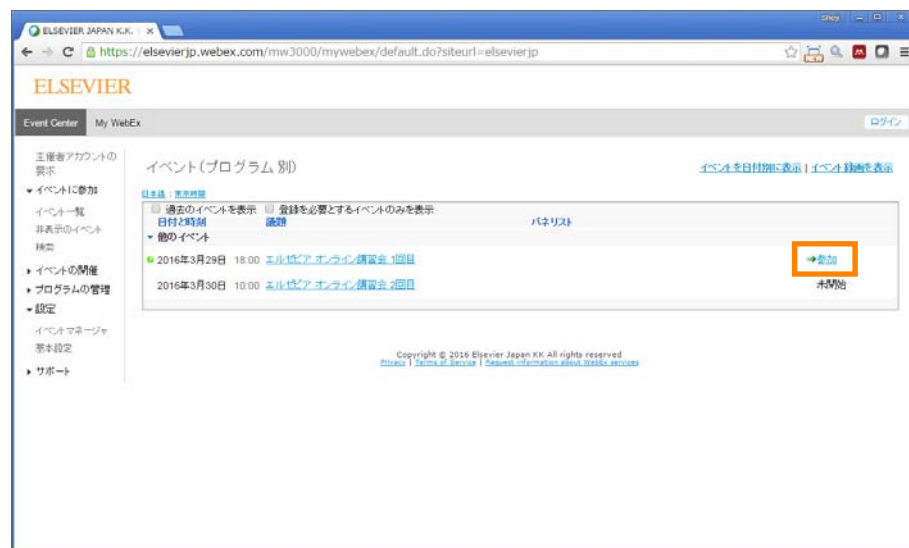 Shop
ELSEVIER JAPAN K.K.
https://elsevierjp.webex.com/mw3000/mywebex/default.do?siteurl=elsevierjp
ELSEVIER
Event Center My WebEx ログイン
主催者アカウントの
要求
イベントに参加
イベント一覧
非表示のイベント
検索
イベントの開催
プログラムの管理
設定
イベントマネージャ
基本設定
サポート
イベント(プログラム 別)
イベントを日付別に表示 | イベント録画を表示
日本語 : 東京時間
過去のイベントを表示 登録を必要とするイベントのみを表示
日付と時刻 議題 パネリスト
他のイベント
2016年3月29日 18:00 エルゼビア オンライン講習会 1回目 参加
2016年3月30日 10:00 エルゼビア オンライン講習会 2回目 未開始
Copyright © 2016 Elsevier Japan KK All rights reserved
Privacy | Terms of Service | Request information about WebEx services